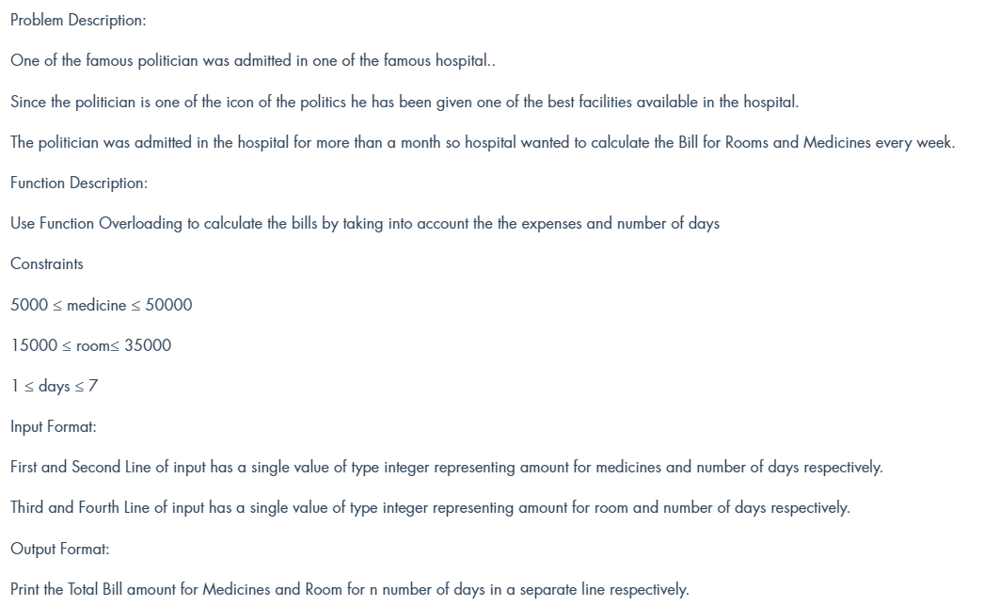 Problem Description:
One of the famous politician was admitted in one of the famous hospital..
Since the politician is one of the icon of the politics he has been given one of the best facilities available in the hospital.
The politician was admitted in the hospital for more than a month so hospital wanted to calculate the Bill for Rooms and Medicines every week.
Function Description:
Use Function Overloading to calculate the bills by taking into account the the expenses and number of days
Constraints
5000 ≤ medicine ≤ 50000
15000 ≤ room≤ 35000
1 ≤ days ≤ 7
Input Format:
First and Second Line of input has a single value of type integer representing amount for medicines and number of days respectively.
Third and Fourth Line of input has a single value of type integer representing amount for room and number of days respectively.
Output Format:
Print the Total Bill amount for Medicines and Room for n number of days in a separate line respectively.